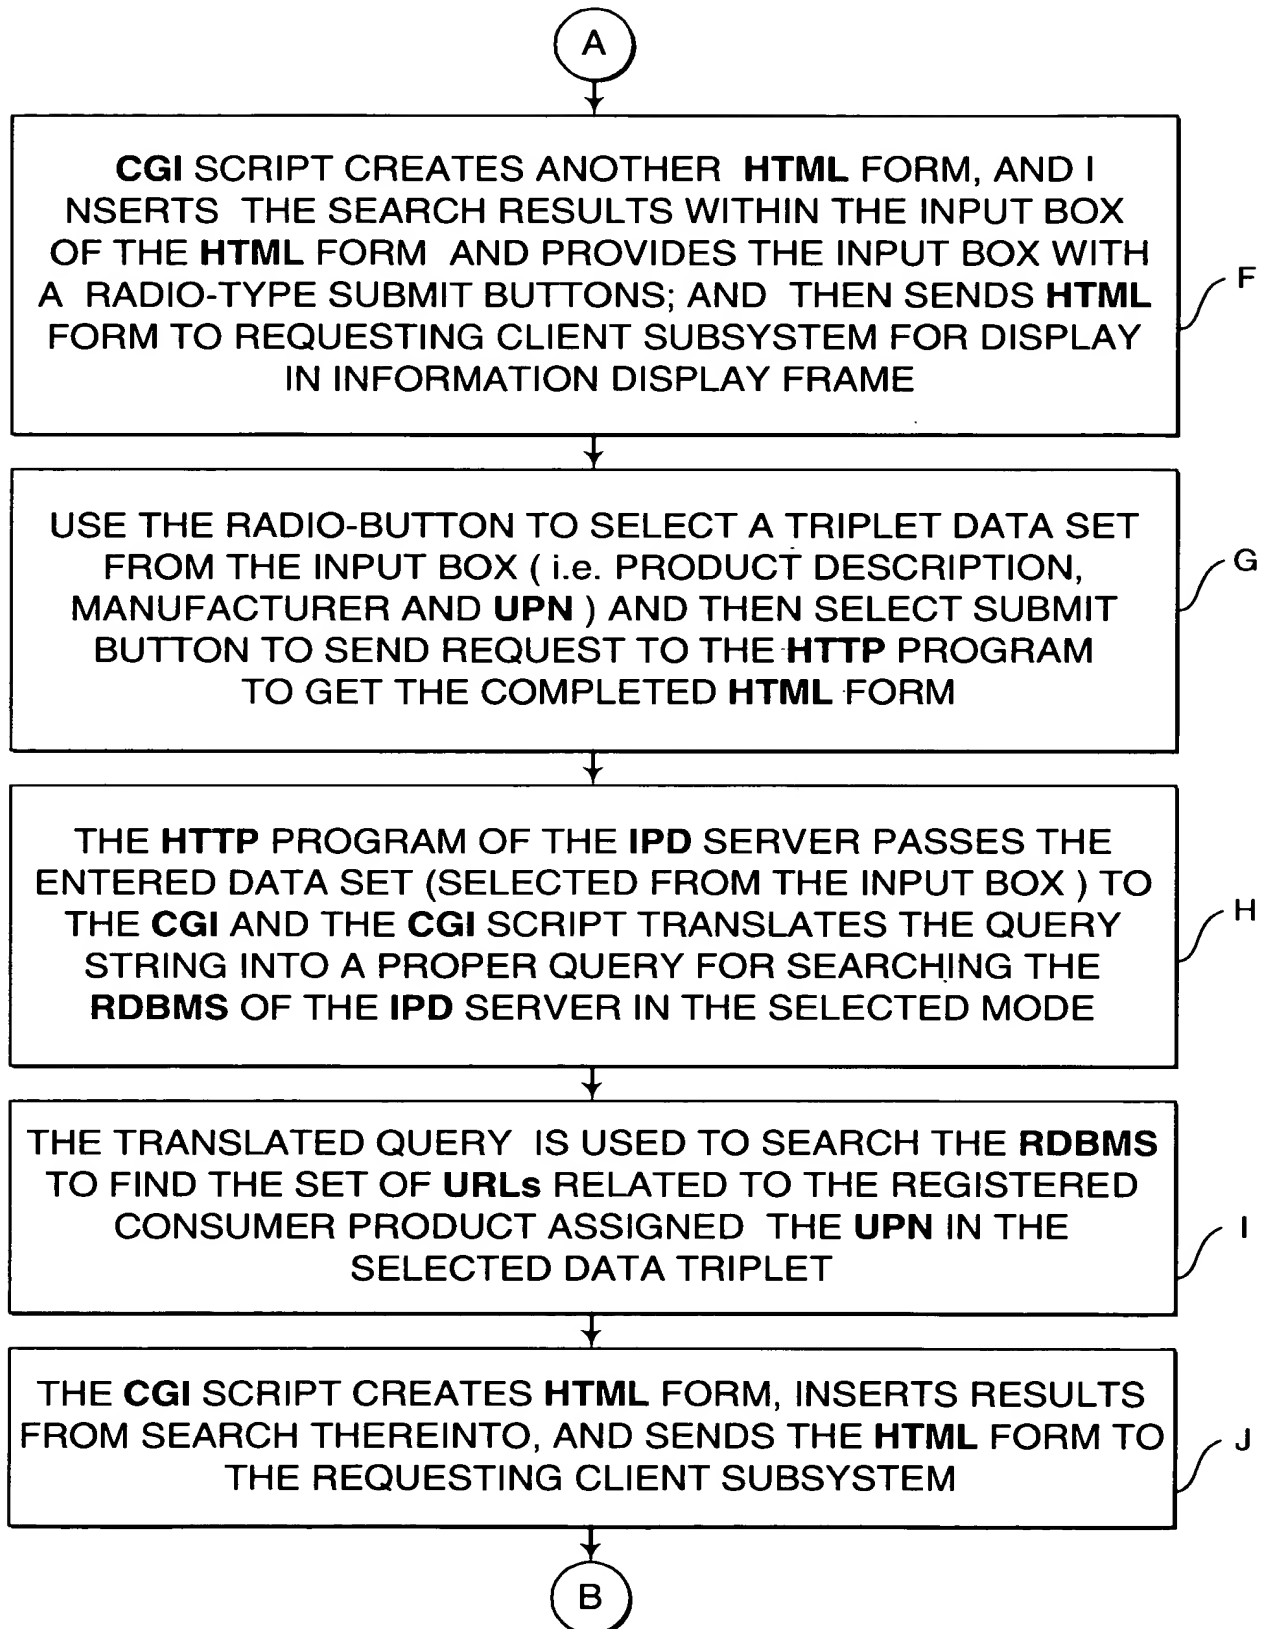 A
CGI SCRIPT CREATES ANOTHER HTML FORM, AND I
NSERTS THE SEARCH RESULTS WITHIN THE INPUT BOX
OF THE HTML FORM AND PROVIDES THE INPUT BOX WITH
A RADIO-TYPE SUBMIT BUTTONS; AND THEN SENDS HTML
FORM TO REQUESTING CLIENT SUBSYSTEM FOR DISPLAY
IN INFORMATION DISPLAY FRAME
F
USE THE RADIO-BUTTON TO SELECT A TRIPLET DATA SET
FROM THE INPUT BOX ( i.e. PRODUCT DESCRIPTION,
MANUFACTURER AND UPN ) AND THEN SELECT SUBMIT
BUTTON TO SEND REQUEST TO THE HTTP PROGRAM
TO GET THE COMPLETED HTML FORM
G
THE HTTP PROGRAM OF THE IPD SERVER PASSES THE
ENTERED DATA SET (SELECTED FROM THE INPUT BOX ) TO
THE CGI AND THE CGI SCRIPT TRANSLATES THE QUERY
STRING INTO A PROPER QUERY FOR SEARCHING THE
RDBMS OF THE IPD SERVER IN THE SELECTED MODE
H
THE TRANSLATED QUERY IS USED TO SEARCH THE RDBMS
TO FIND THE SET OF URLs RELATED TO THE REGISTERED
CONSUMER PRODUCT ASSIGNED THE UPN IN THE
SELECTED DATA TRIPLET
I
THE CGI SCRIPT CREATES HTML FORM, INSERTS RESULTS
FROM SEARCH THEREINTO, AND SENDS THE HTML FORM TO
THE REQUESTING CLIENT SUBSYSTEM
J
B